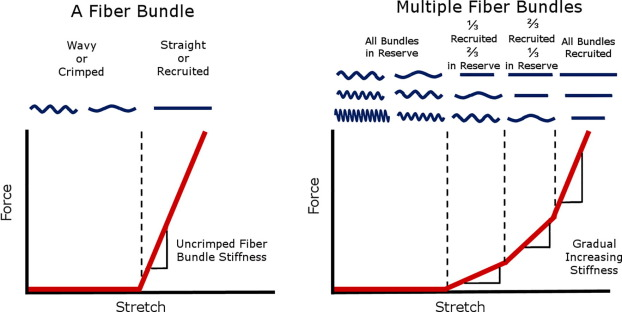 A Fiber Bundle
Wavy
or
Crimped
Straight
or
Recruited
Force
Uncrimped Fiber
Bundle Stiffness
Stretch
Multiple Fiber Bundles
All Bundles
in Reserve
⅓
Recruited
⅔
in Reserve
⅔
Recruited
⅓
in Reserve
All Bundles
Recruited
Force
Gradual
Increasing
Stiffness
Stretch